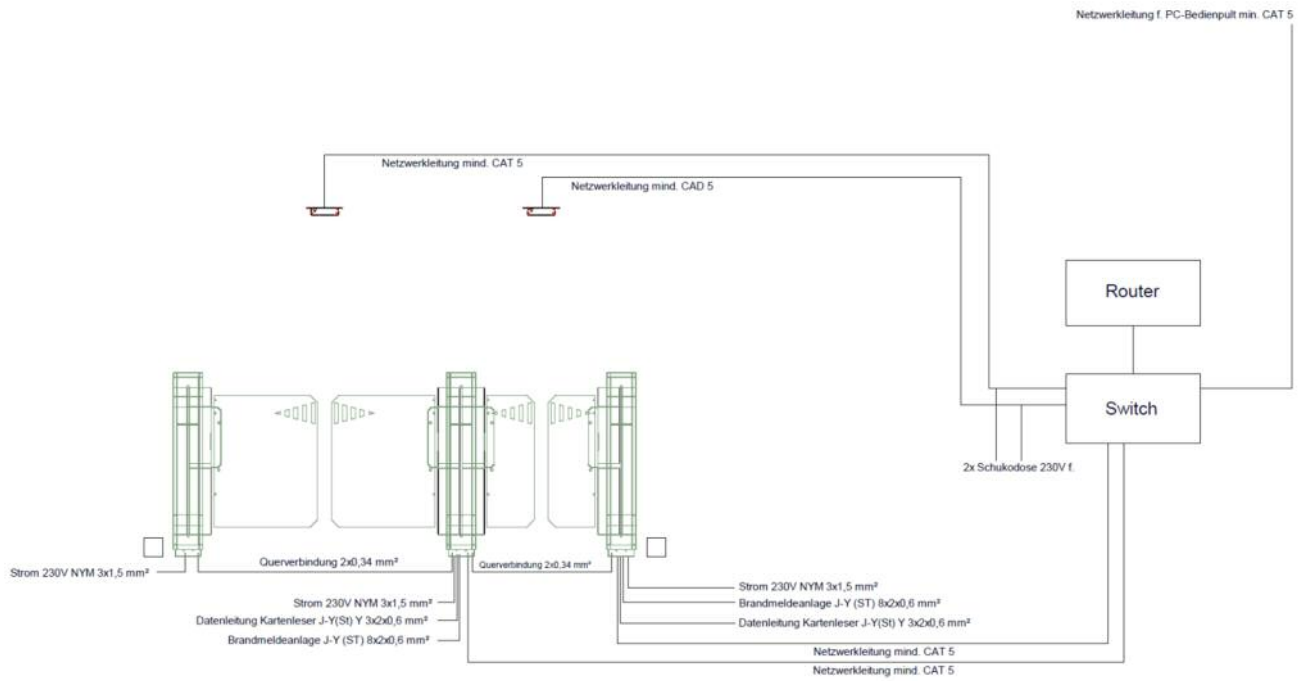 Netzwerkleitung f. PC-Bedienpult min. CAT 5
Netzwerkleitung mind. CAT 5
Netzwerkleitung mind. CAD 5
Router
Switch
2x Schukodose 230V f.
Querverbindung 2x0,34 mm²
Querverbindung 2x0,34 mm²
Strom 230V NYM 3x1,5 mm²
Strom 230V NYM 3x1,5 mm²
Datenleitung Kartenleser J-Y(St) Y 3x2x0,6 mm²
Brandmeldeanlage J-Y (ST) 8x2x0,6 mm²
Strom 230V NYM 3x1,5 mm²
Brandmeldeanlage J-Y (ST) 8x2x0,6 mm²
Datenleitung Kartenleser J-Y(St) Y 3x2x0,6 mm²
Netzwerkleitung mind. CAT 5
Netzwerkleitung mind. CAT 5